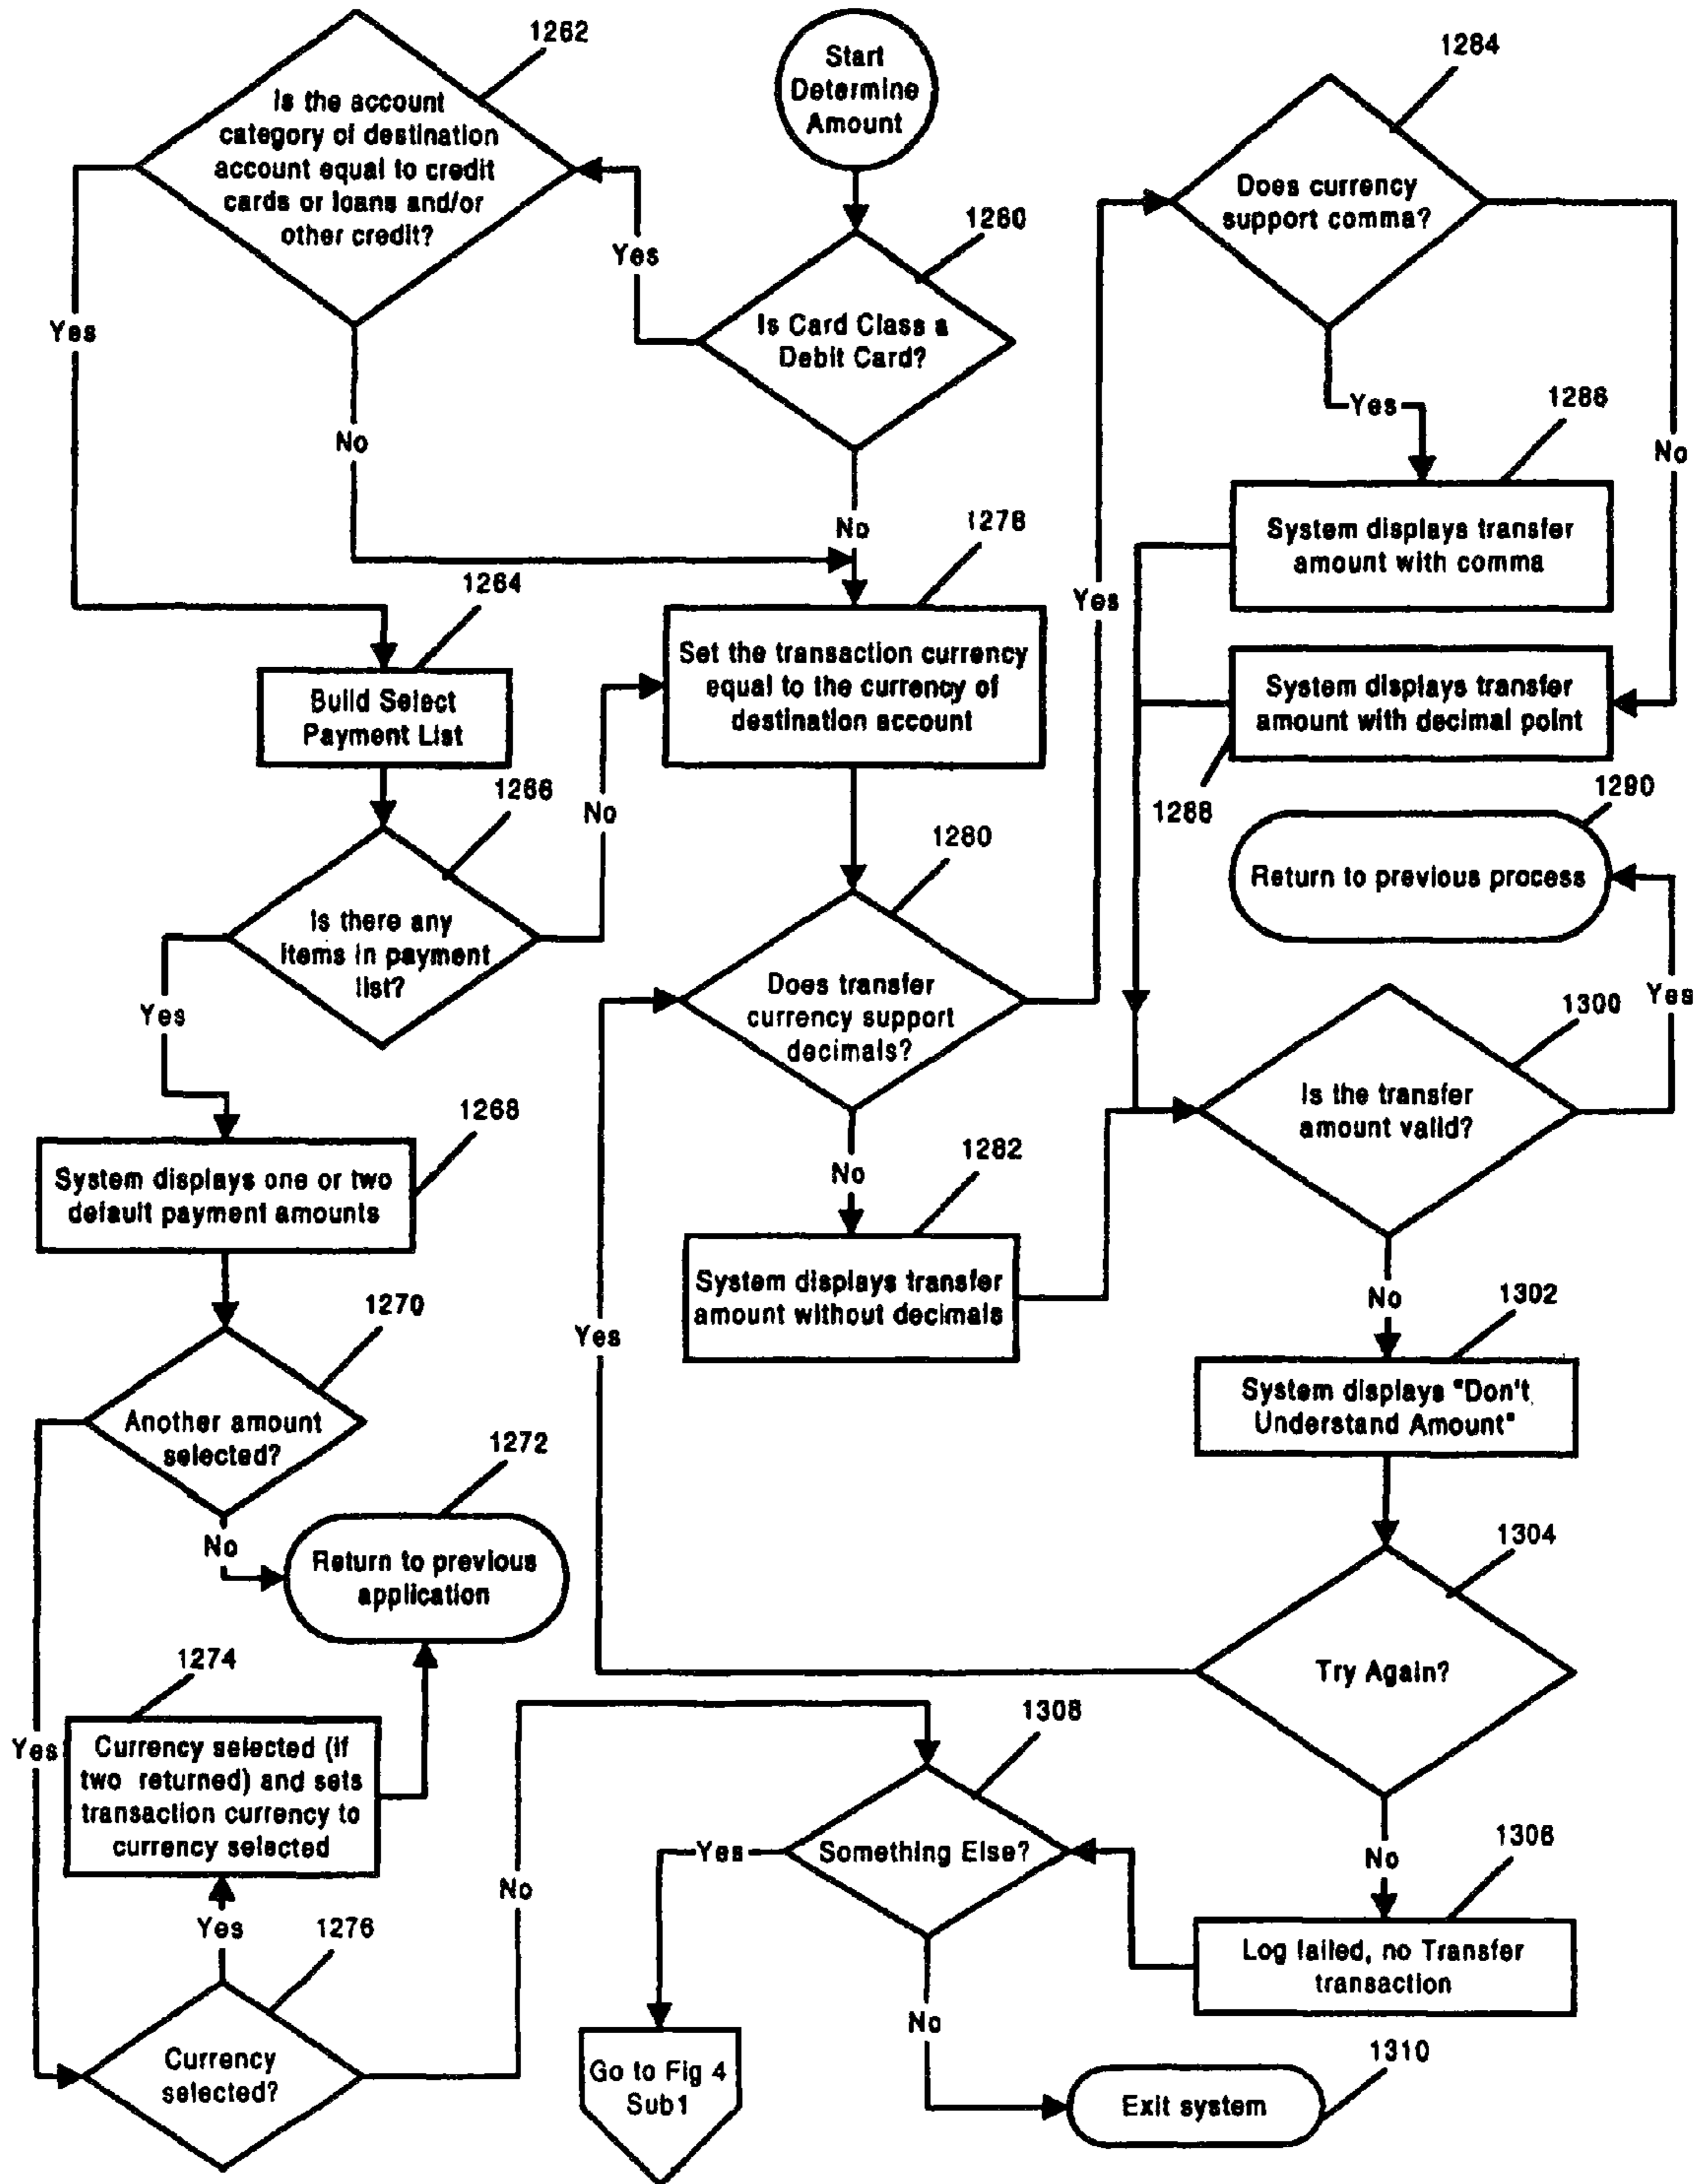 1262
Is the account
category of destination
account equal to credit
cards or loans and/or
other credit?
Yes
No
Start
Determine
Amount
1260
Yes
Is Card Class a
Debit Card?
No
1284
Does currency
support comma?
Yes
No
1286
System displays transfer
amount with comma
System displays transfer
amount with decimal point
1288
1264
Build Select
Payment List
1266
Is there any
items in payment
list?
Yes
No
1278
Set the transaction currency
equal to the currency of
destination account
1280
Does transfer
currency support
decimals?
Yes
No
1282
System displays transfer
amount without decimals
1290
Return to previous process
1300
Is the transfer
amount valid?
Yes
No
1302
System displays "Don't
Understand Amount"
1304
Try Again?
Yes
No
1306
Log failed, no Transfer
transaction
1268
System displays one or two
default payment amounts
1270
Another amount
selected?
No
Yes
1272
Return to previous
application
1274
Currency selected (if
two returned) and sets
transaction currency to
currency selected
Yes
1276
Currency
selected?
No
1308
Something Else?
Yes
No
Go to Fig 4
Sub1
1310
Exit system